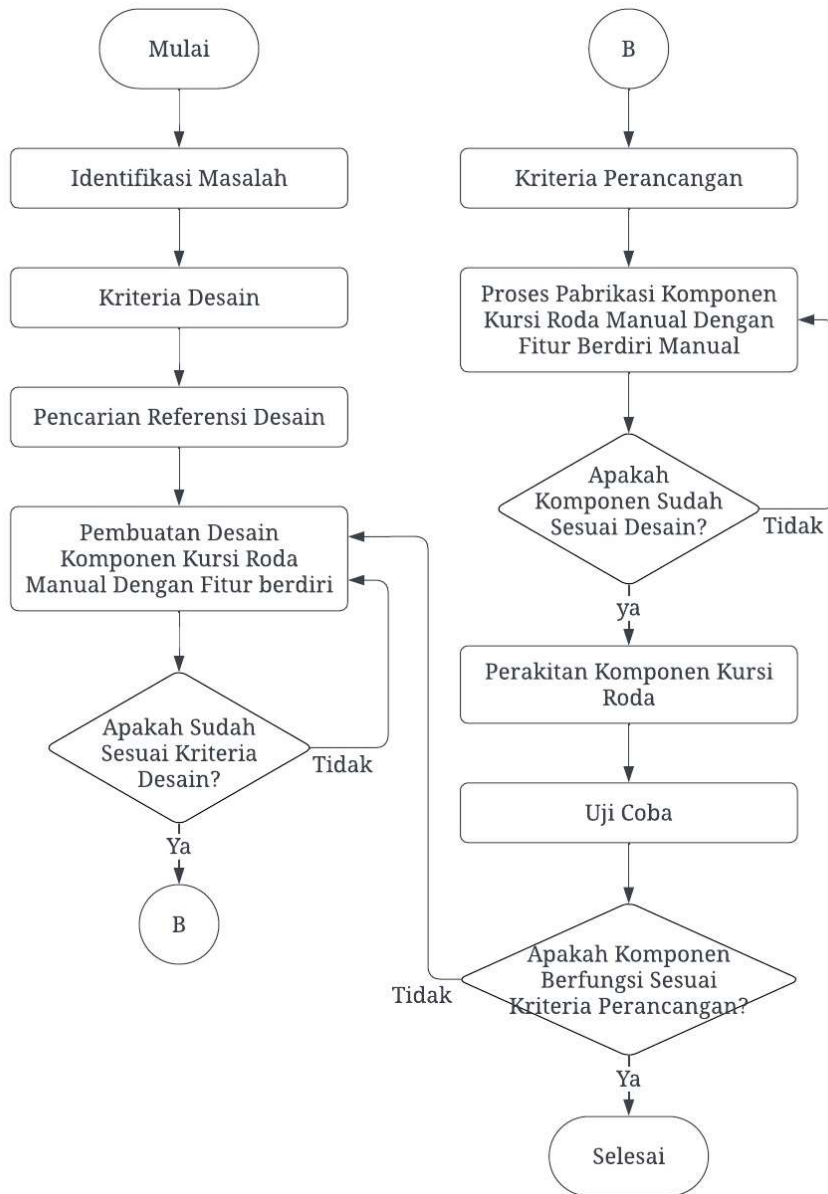 Mulai
Identifikasi Masalah
Kriteria Desain
Pencarian Referensi Desain
Pembuatan Desain
Komponen Kursi Roda
Manual Dengan Fitur berdiri
Apakah Sudah
Sesuai Kriteria
Desain?
Tidak
Ya
B
B
Kriteria Perancangan
Proses Pabrikasi Komponen
Kursi Roda Manual Dengan
Fitur Berdiri Manual
Apakah
Komponen Sudah
Sesuai Desain?
Tidak
ya
Perakitan Komponen Kursi
Roda
Uji Coba
Apakah Komponen
Berfungsi Sesuai
Kriteria Perancangan?
Tidak
Ya
Selesai